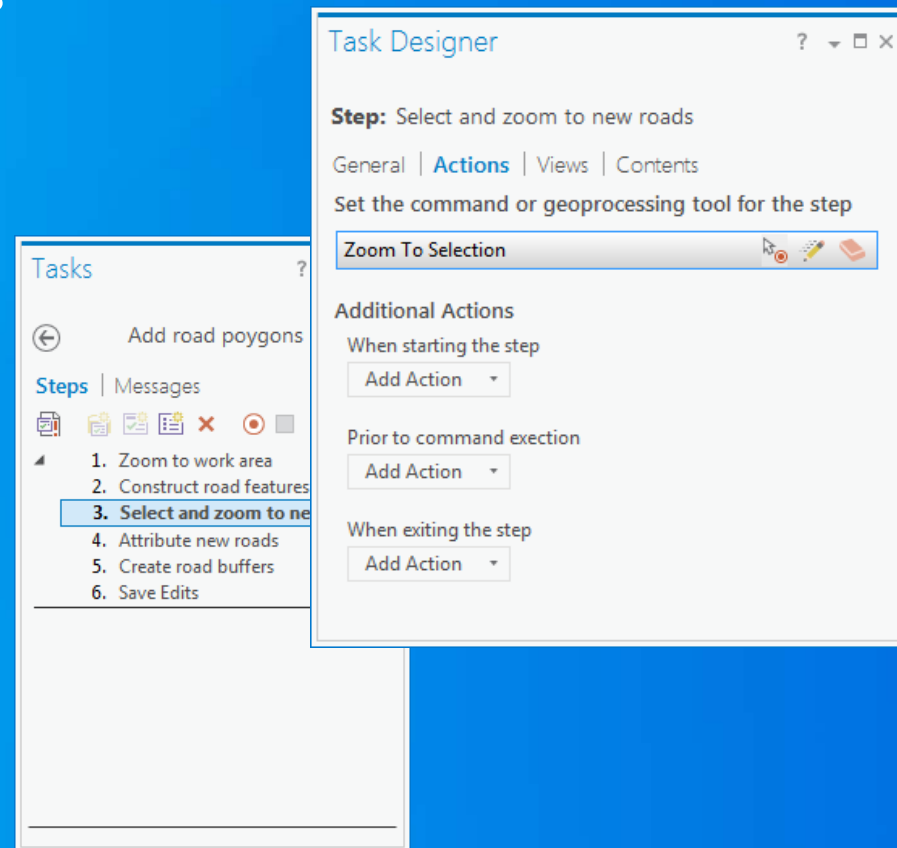 Task Designer
?
Step: Select and zoom to new roads
General | Actions | Views | Contents
Set the command or geoprocessing tool for the step
Zoom To Selection
Additional Actions
When starting the step
Add Action
Prior to command exection
Add Action
When exiting the step
Add Action
Tasks
?
Add road poygons
Steps | Messages
1. Zoom to work area
2. Construct road features
3. Select and zoom to ne
4. Attribute new roads
5. Create road buffers
6. Save Edits